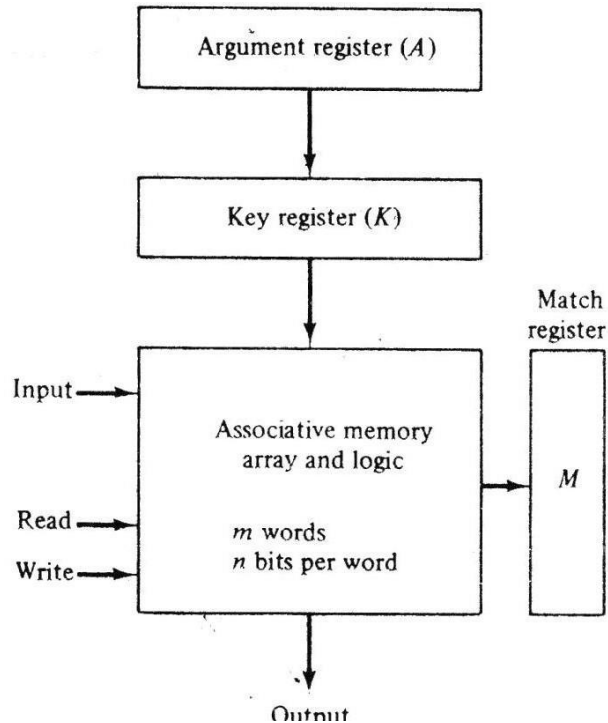 Argument register (A)
Key register (K)
Match
register
Input
Associative memory
array and logic
M
Read
m words
Write
n bits per word
Output